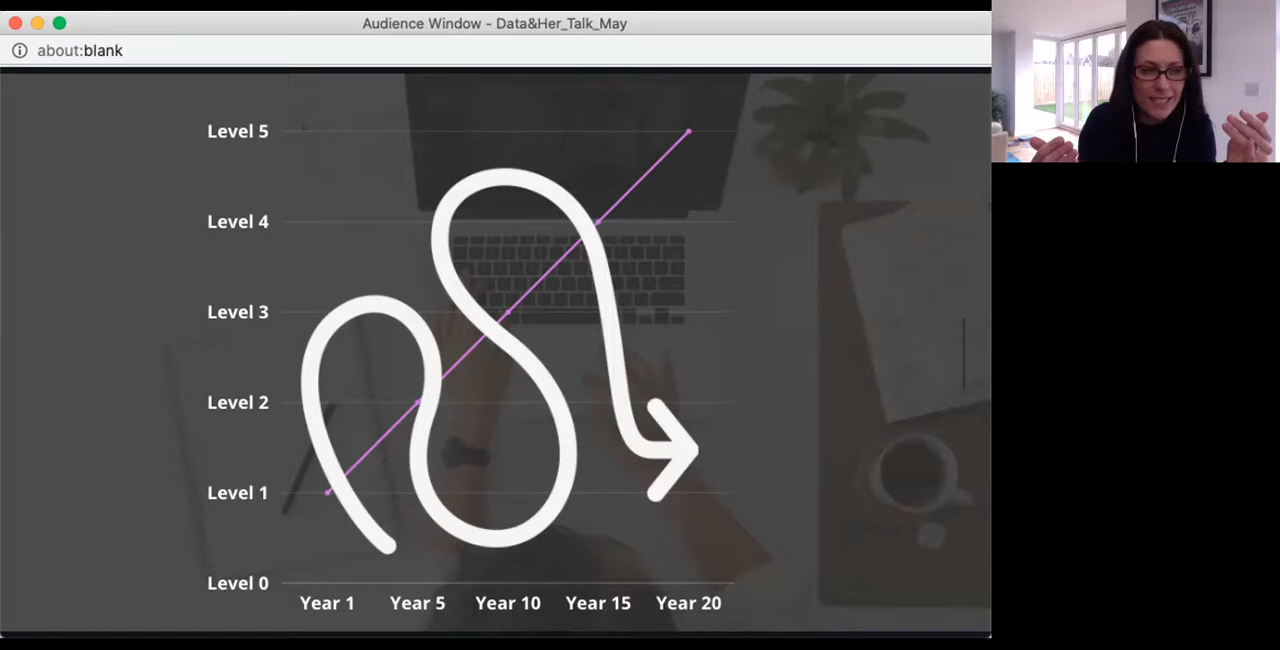 Audience Window - Data&Her_Talk_May
about:blank
Level 5
Level 4
Level 3
Level 2
Level 1
Level 0
Year 1 Year 5 Year 10 Year 15 Year 20